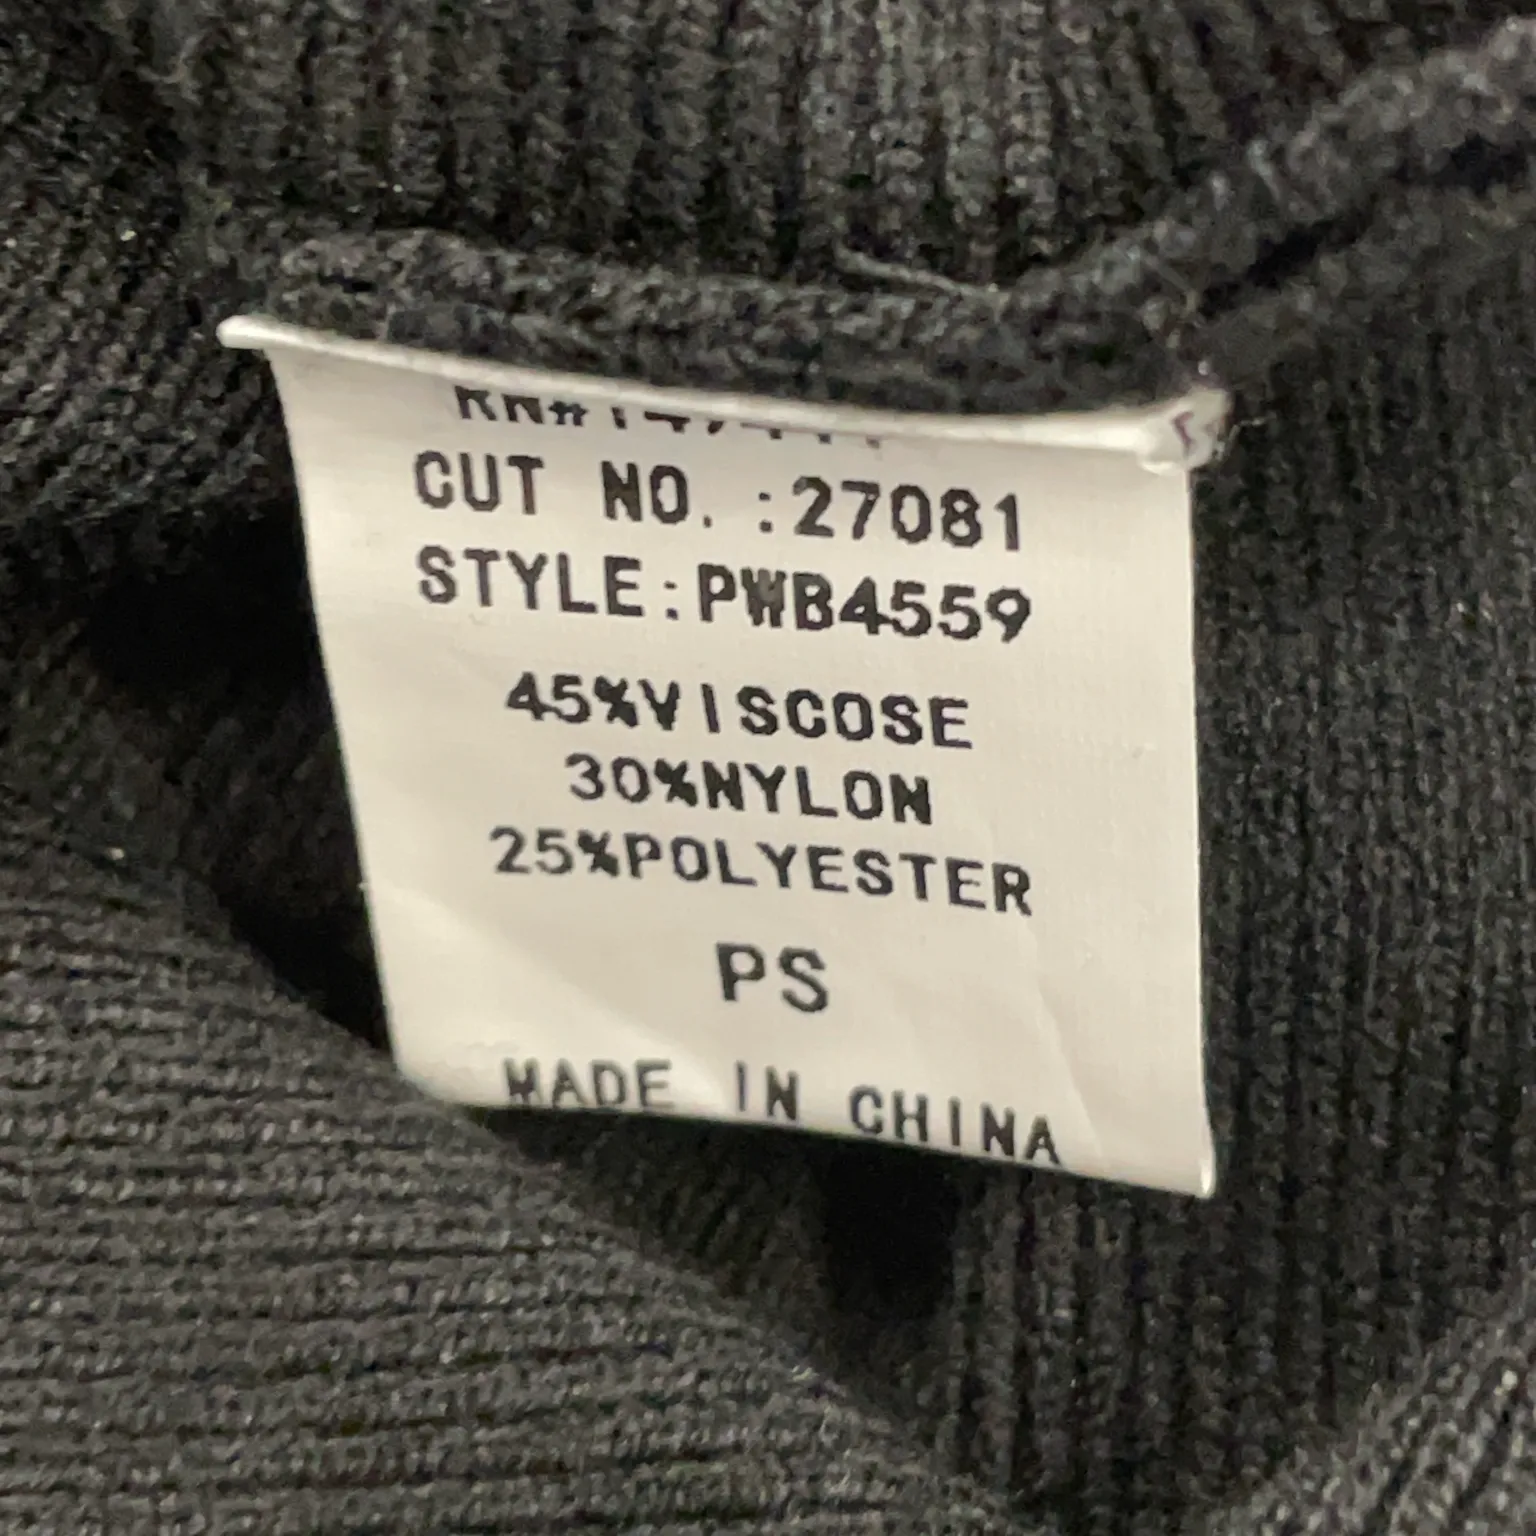 CUT NO. :27081
STYLE:PWB4559
45%VISCOSE
30%NYLON
25%POLYESTER
PS
MADE IN CHINA